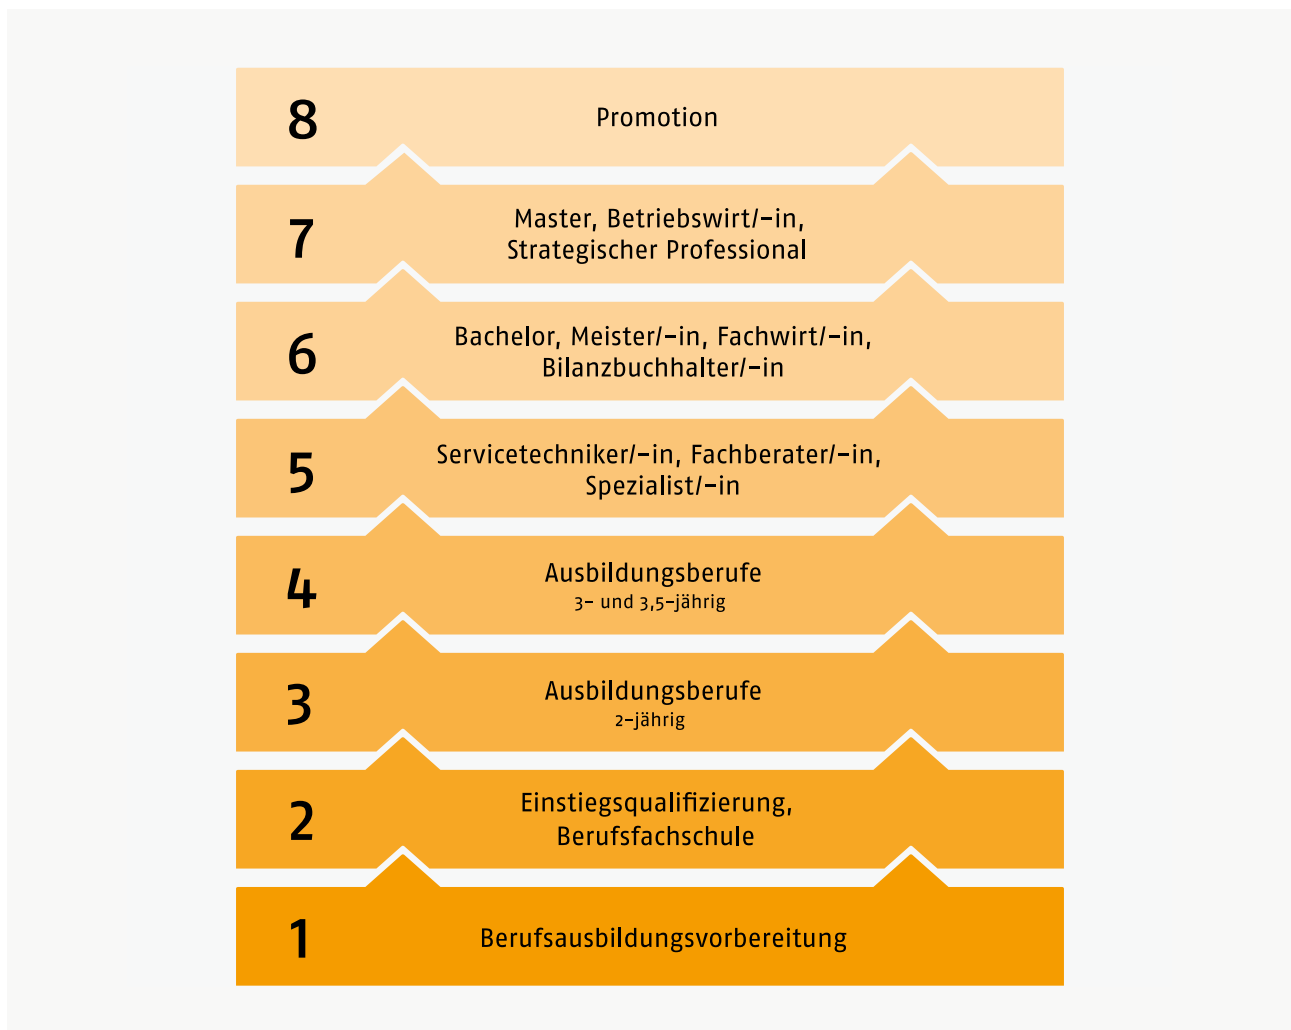 8
Promotion
7
Master, Betriebswirt/-in,
Strategischer Professional
6
Bachelor, Meister/-in, Fachwirt/-in,
Bilanzbuchhalter/-in
5
Servicetechniker/-in, Fachberater/-in,
Spezialist/-in
4
Ausbildungsberufe
3- und 3,5-jährig
3
Ausbildungsberufe
2-jährig
2
Einstiegsqualifizierung,
Berufsfachschule
1
Berufsausbildungsvorbereitung